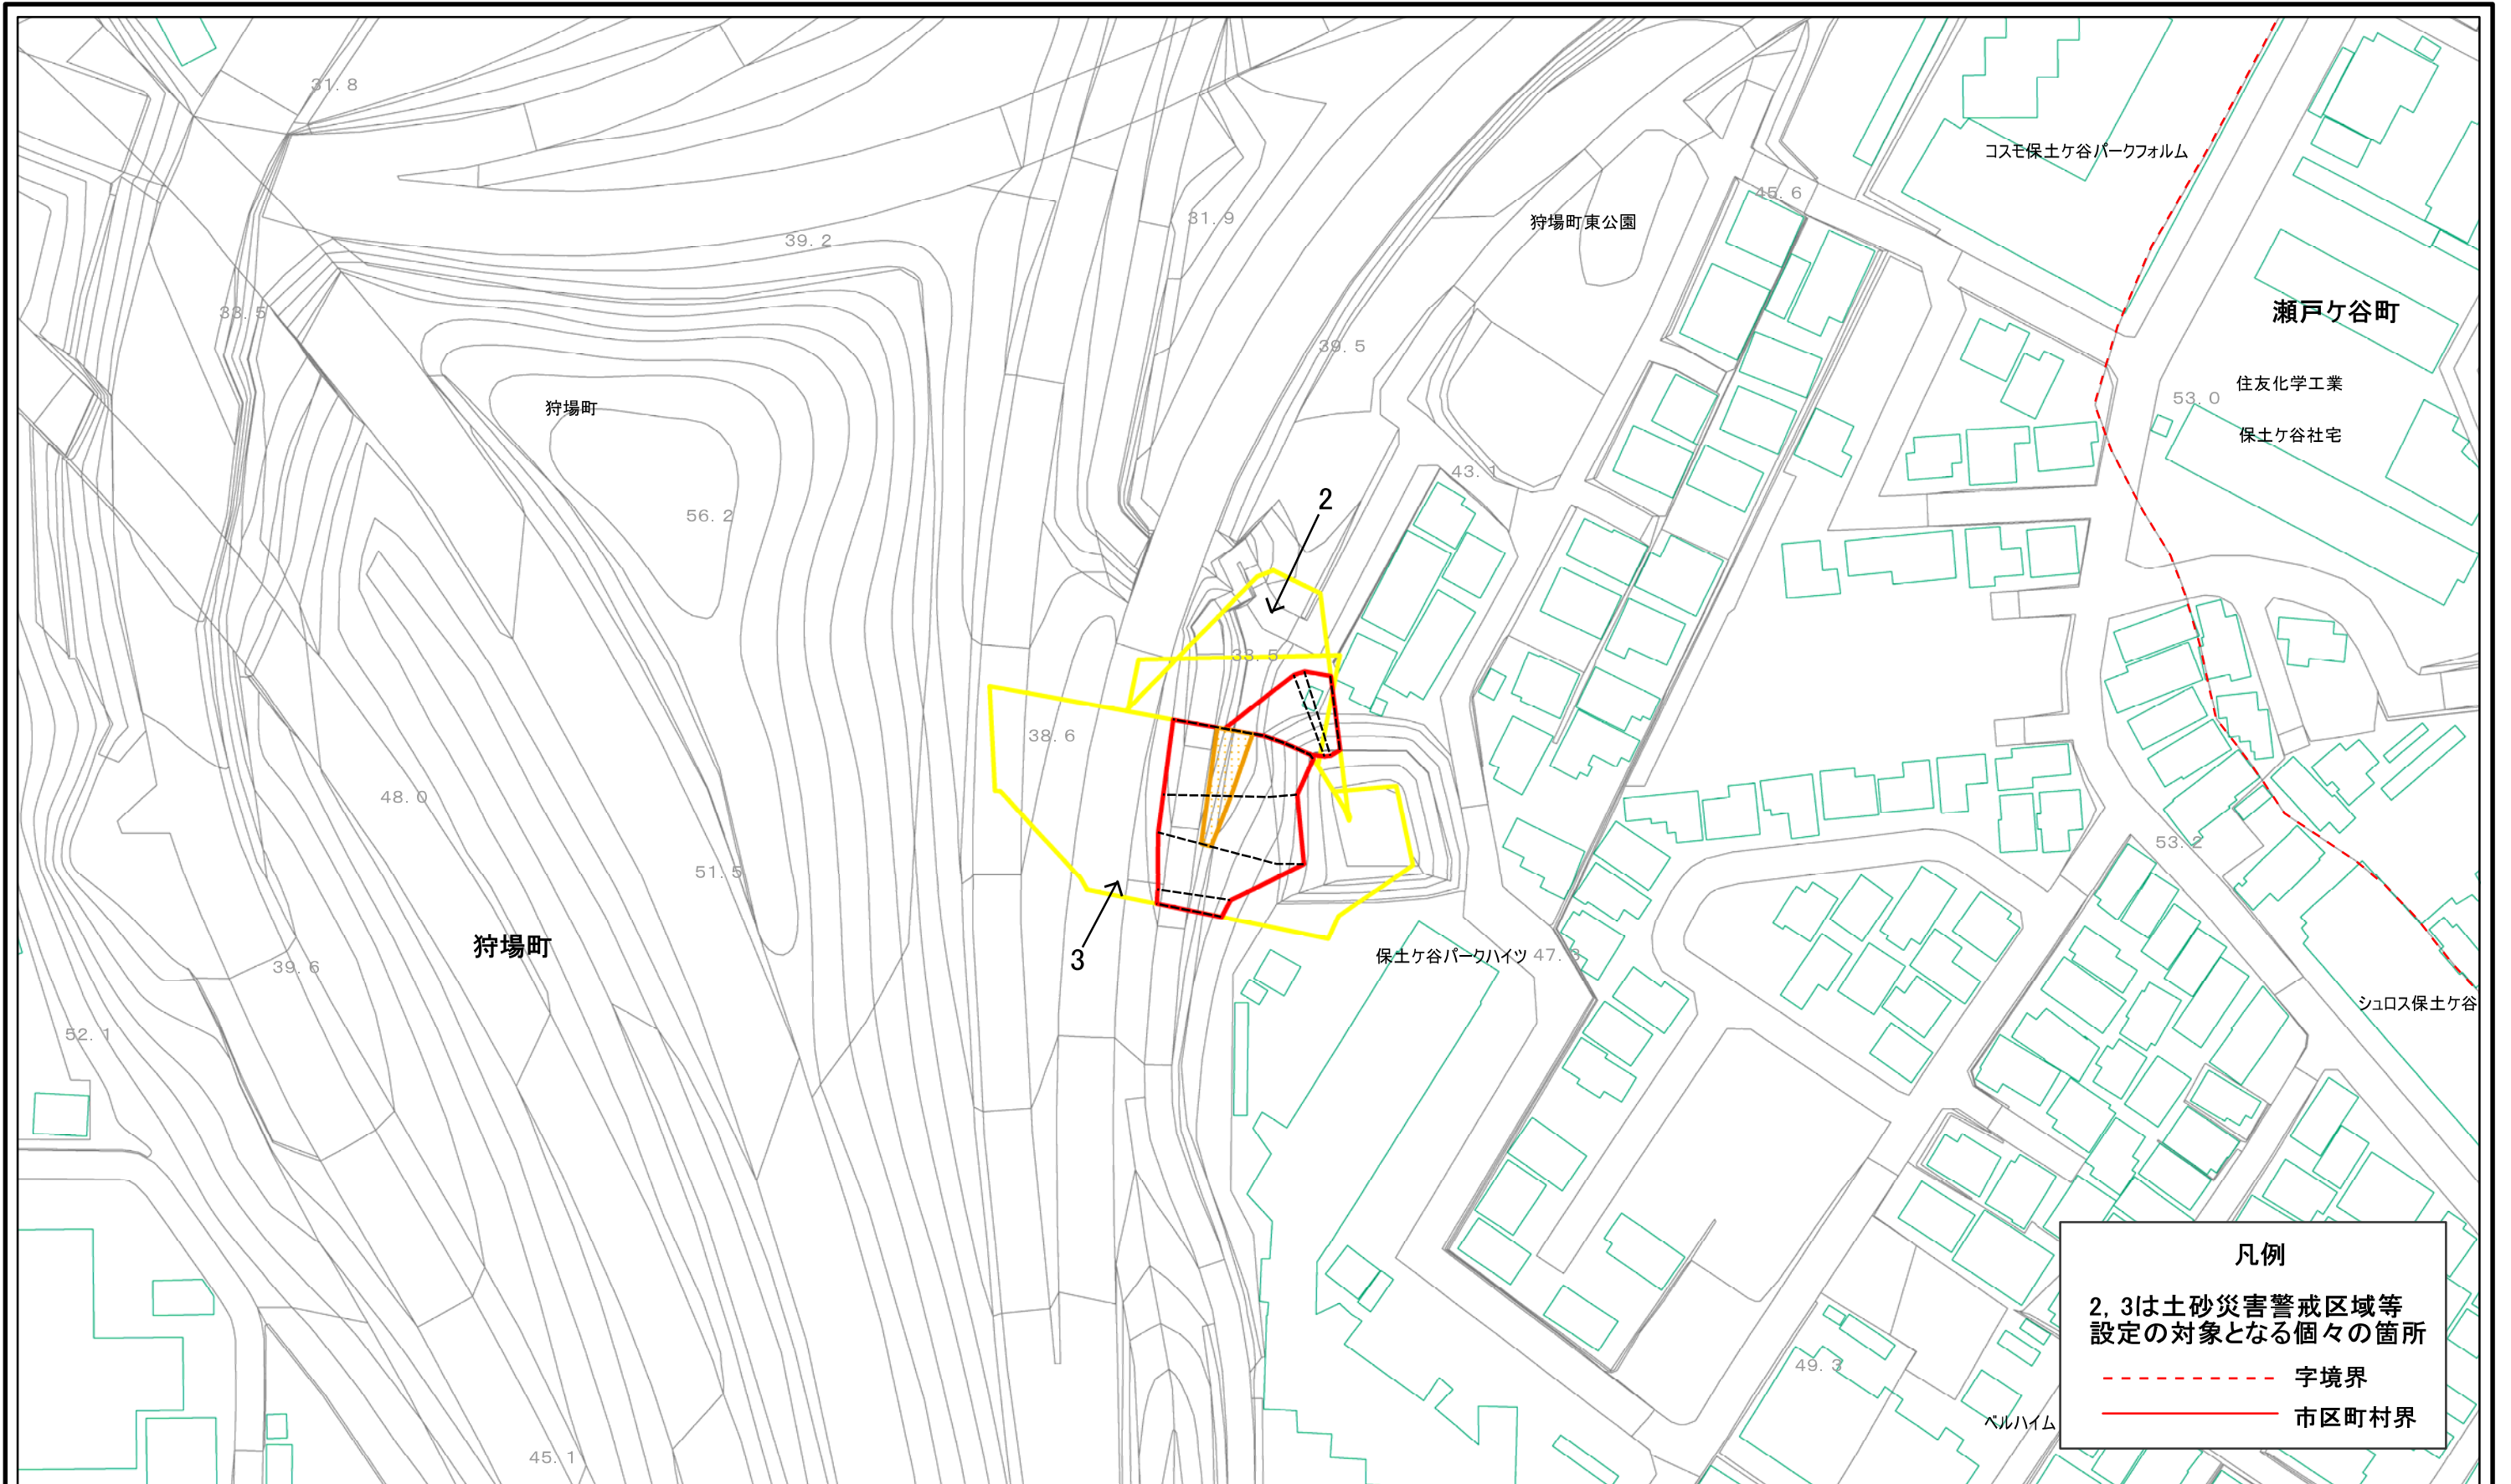 31.8
コスモ保土ケ谷パークフォルム
45.6
31.9
狩場町東公園
39.2
38.5
瀬戸ケ谷町
39.5
住友化学工業
53.0
狩場町
保土ケ谷社宅
43.1
2
56.2
38.5
38.6
48.0
53.2
51.5
狩場町
3
保土ケ谷パークハイツ
39.6
シュロス保土ケ谷
52.1
凡例
2, 3は土砂災害警戒区域等
設定の対象となる個々の箇所
字境界
市区町村界
49.3
ベルハイム
45.1